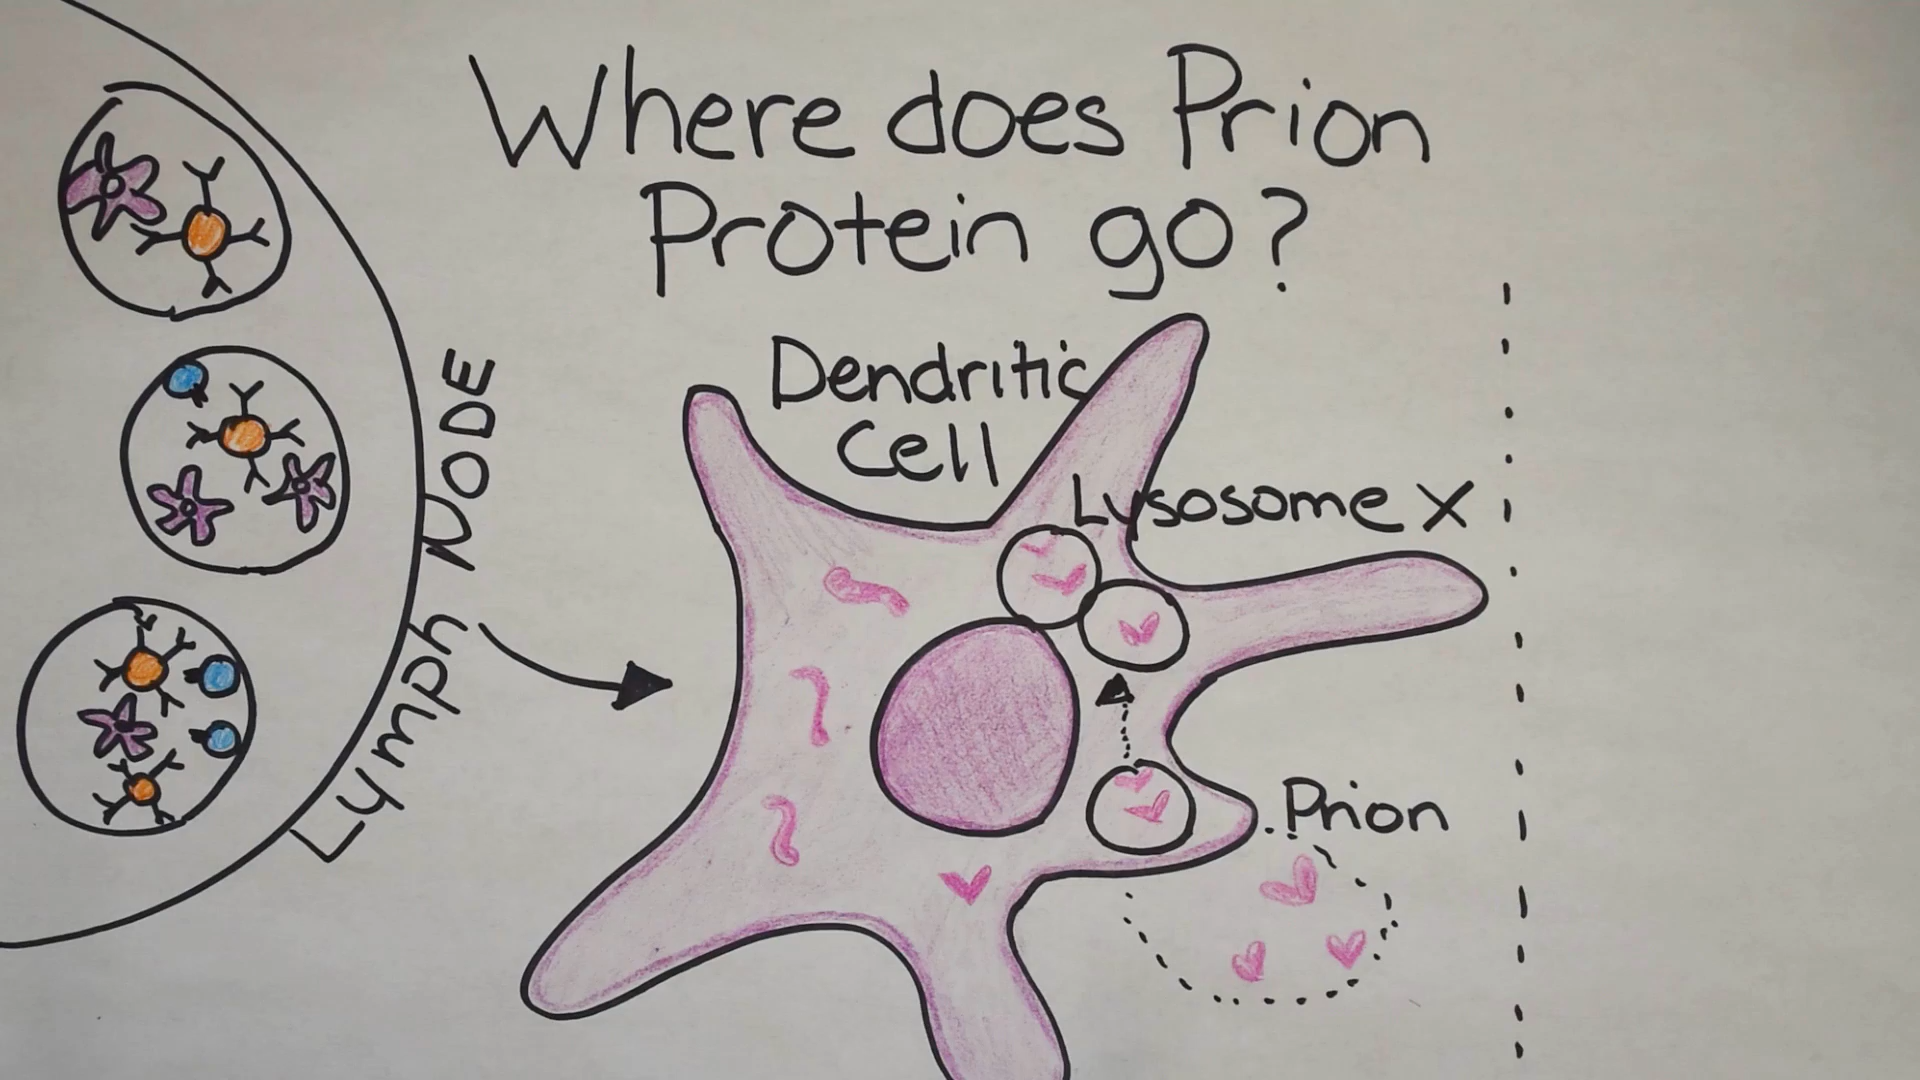 Where does Prion
Protein go?
Dendritic
Cell
Lysosome X
Lymph NODE
Prion